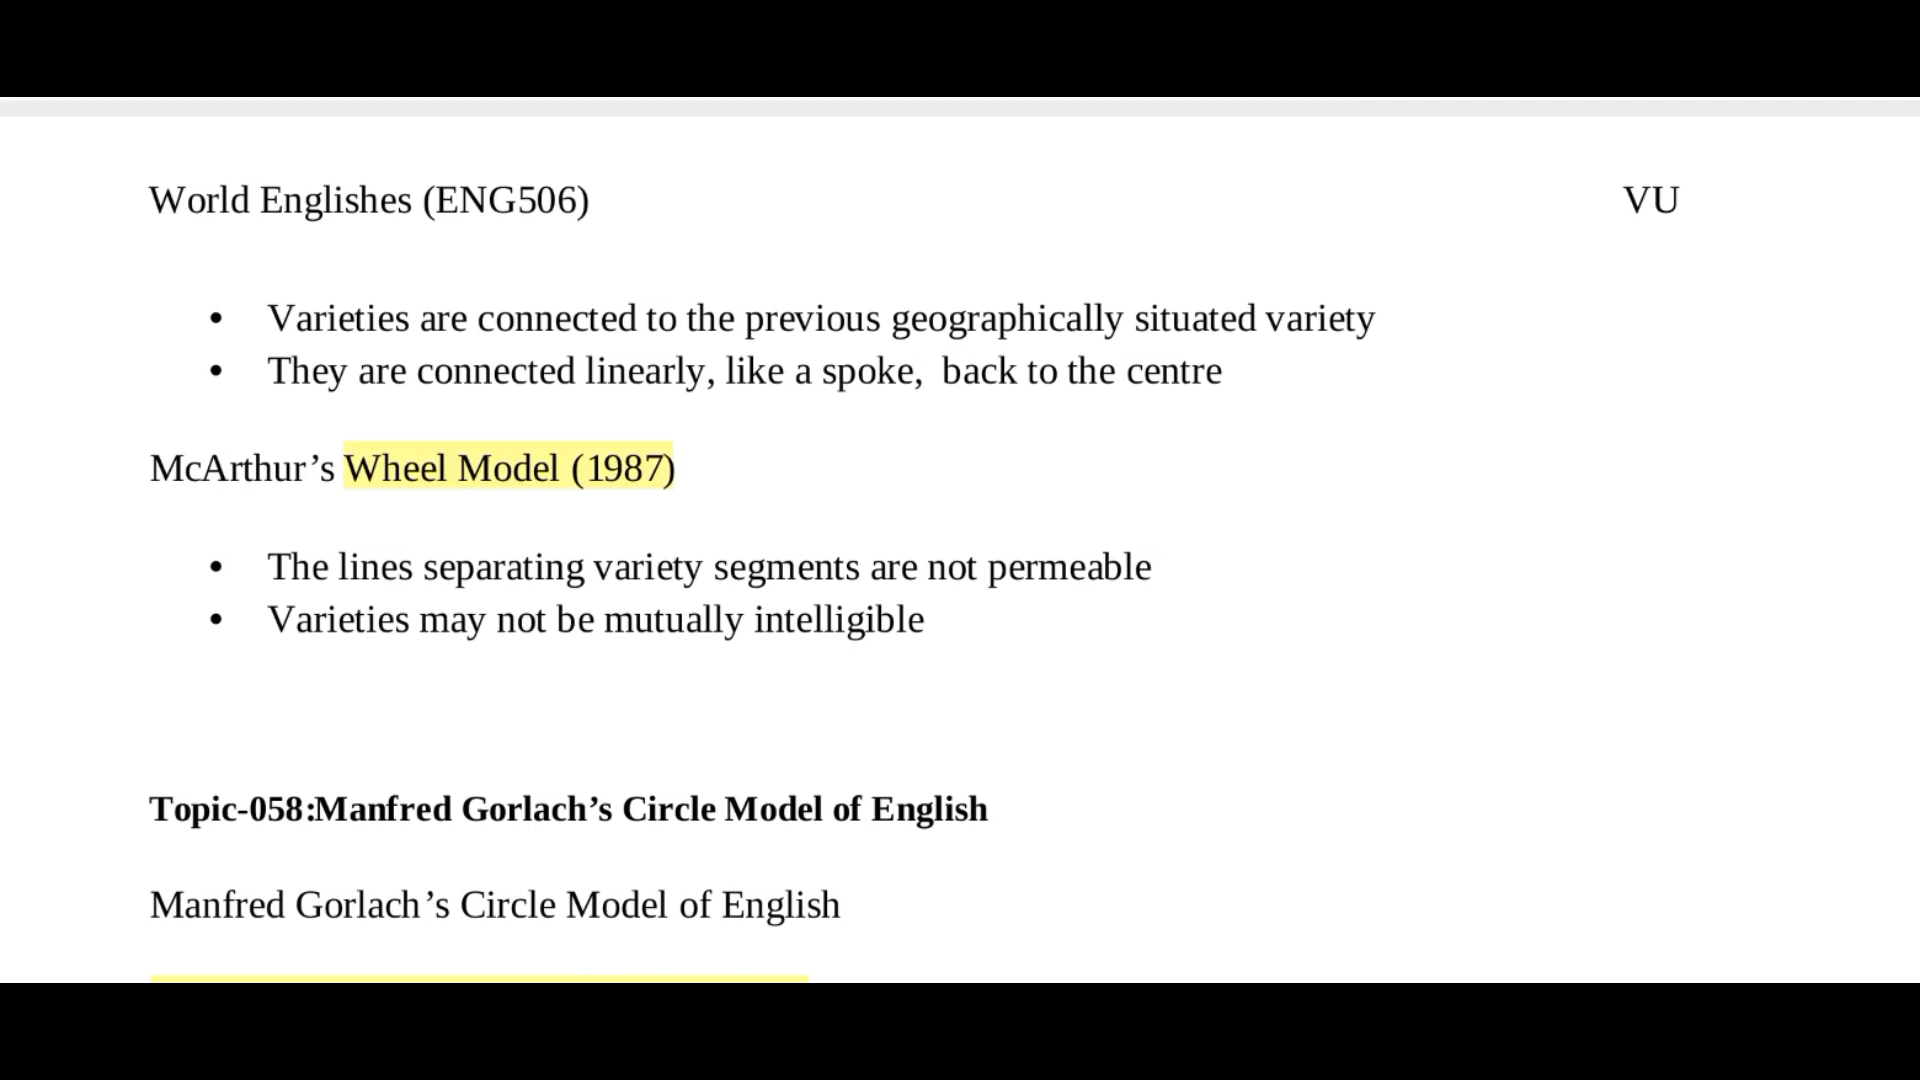 World Englishes (ENG506) VU
• Varieties are connected to the previous geographically situated variety
• They are connected linearly, like a spoke,  back to the centre
McArthur’s Wheel Model (1987)
• The lines separating variety segments are not permeable
• Varieties may not be mutually intelligible
Topic-058:Manfred Gorlach’s Circle Model of English
Manfred Gorlach’s Circle Model of English